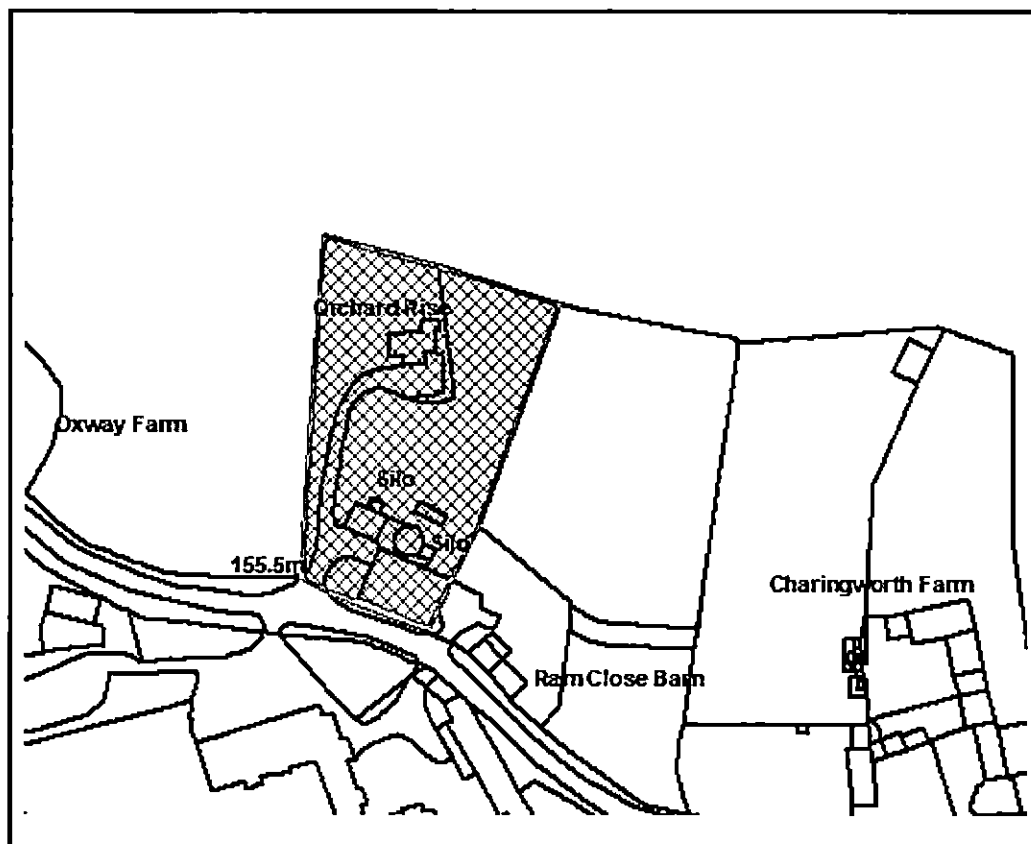 Orchard Rise
Oxway Farm
Silo
Silo
155.5m
Charingworth Farm
Ram Close Barn